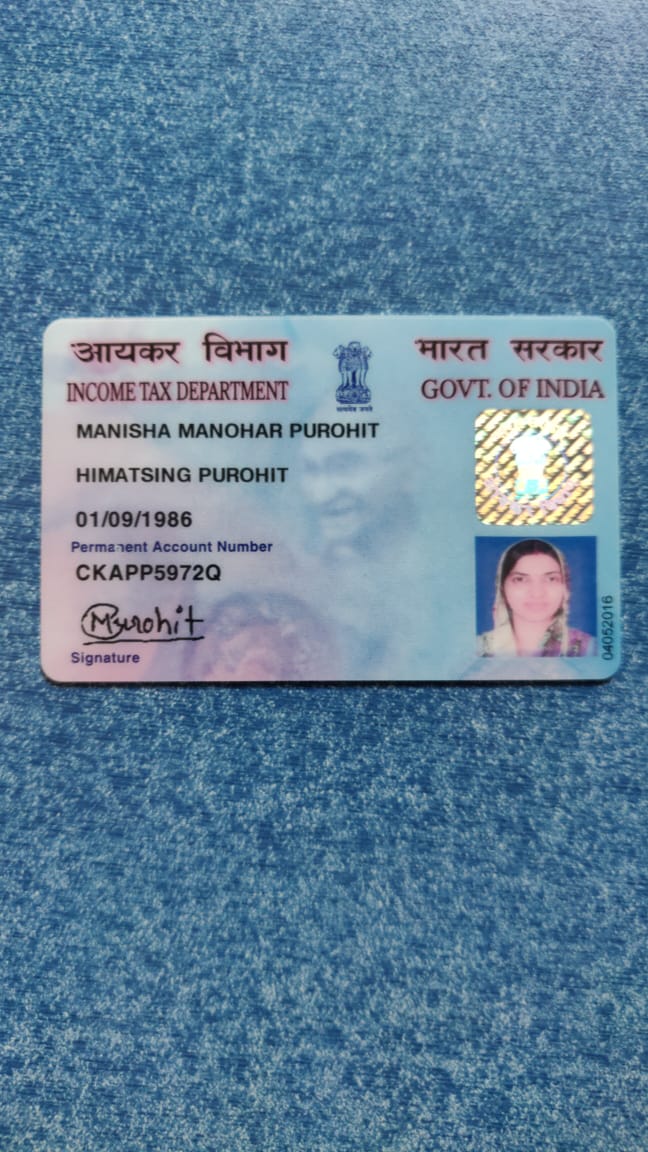 आयकर विभाग
INCOME TAX DEPARTMENT
भारत सरकार
GOVT. OF INDIA
सत्यमेव जयते
MANISHA MANOHAR PUROHIT
HIMATSING PUROHIT
01/09/1986
Permanent Account Number
CKAPP5972Q
MPurohit
Signature
04052016